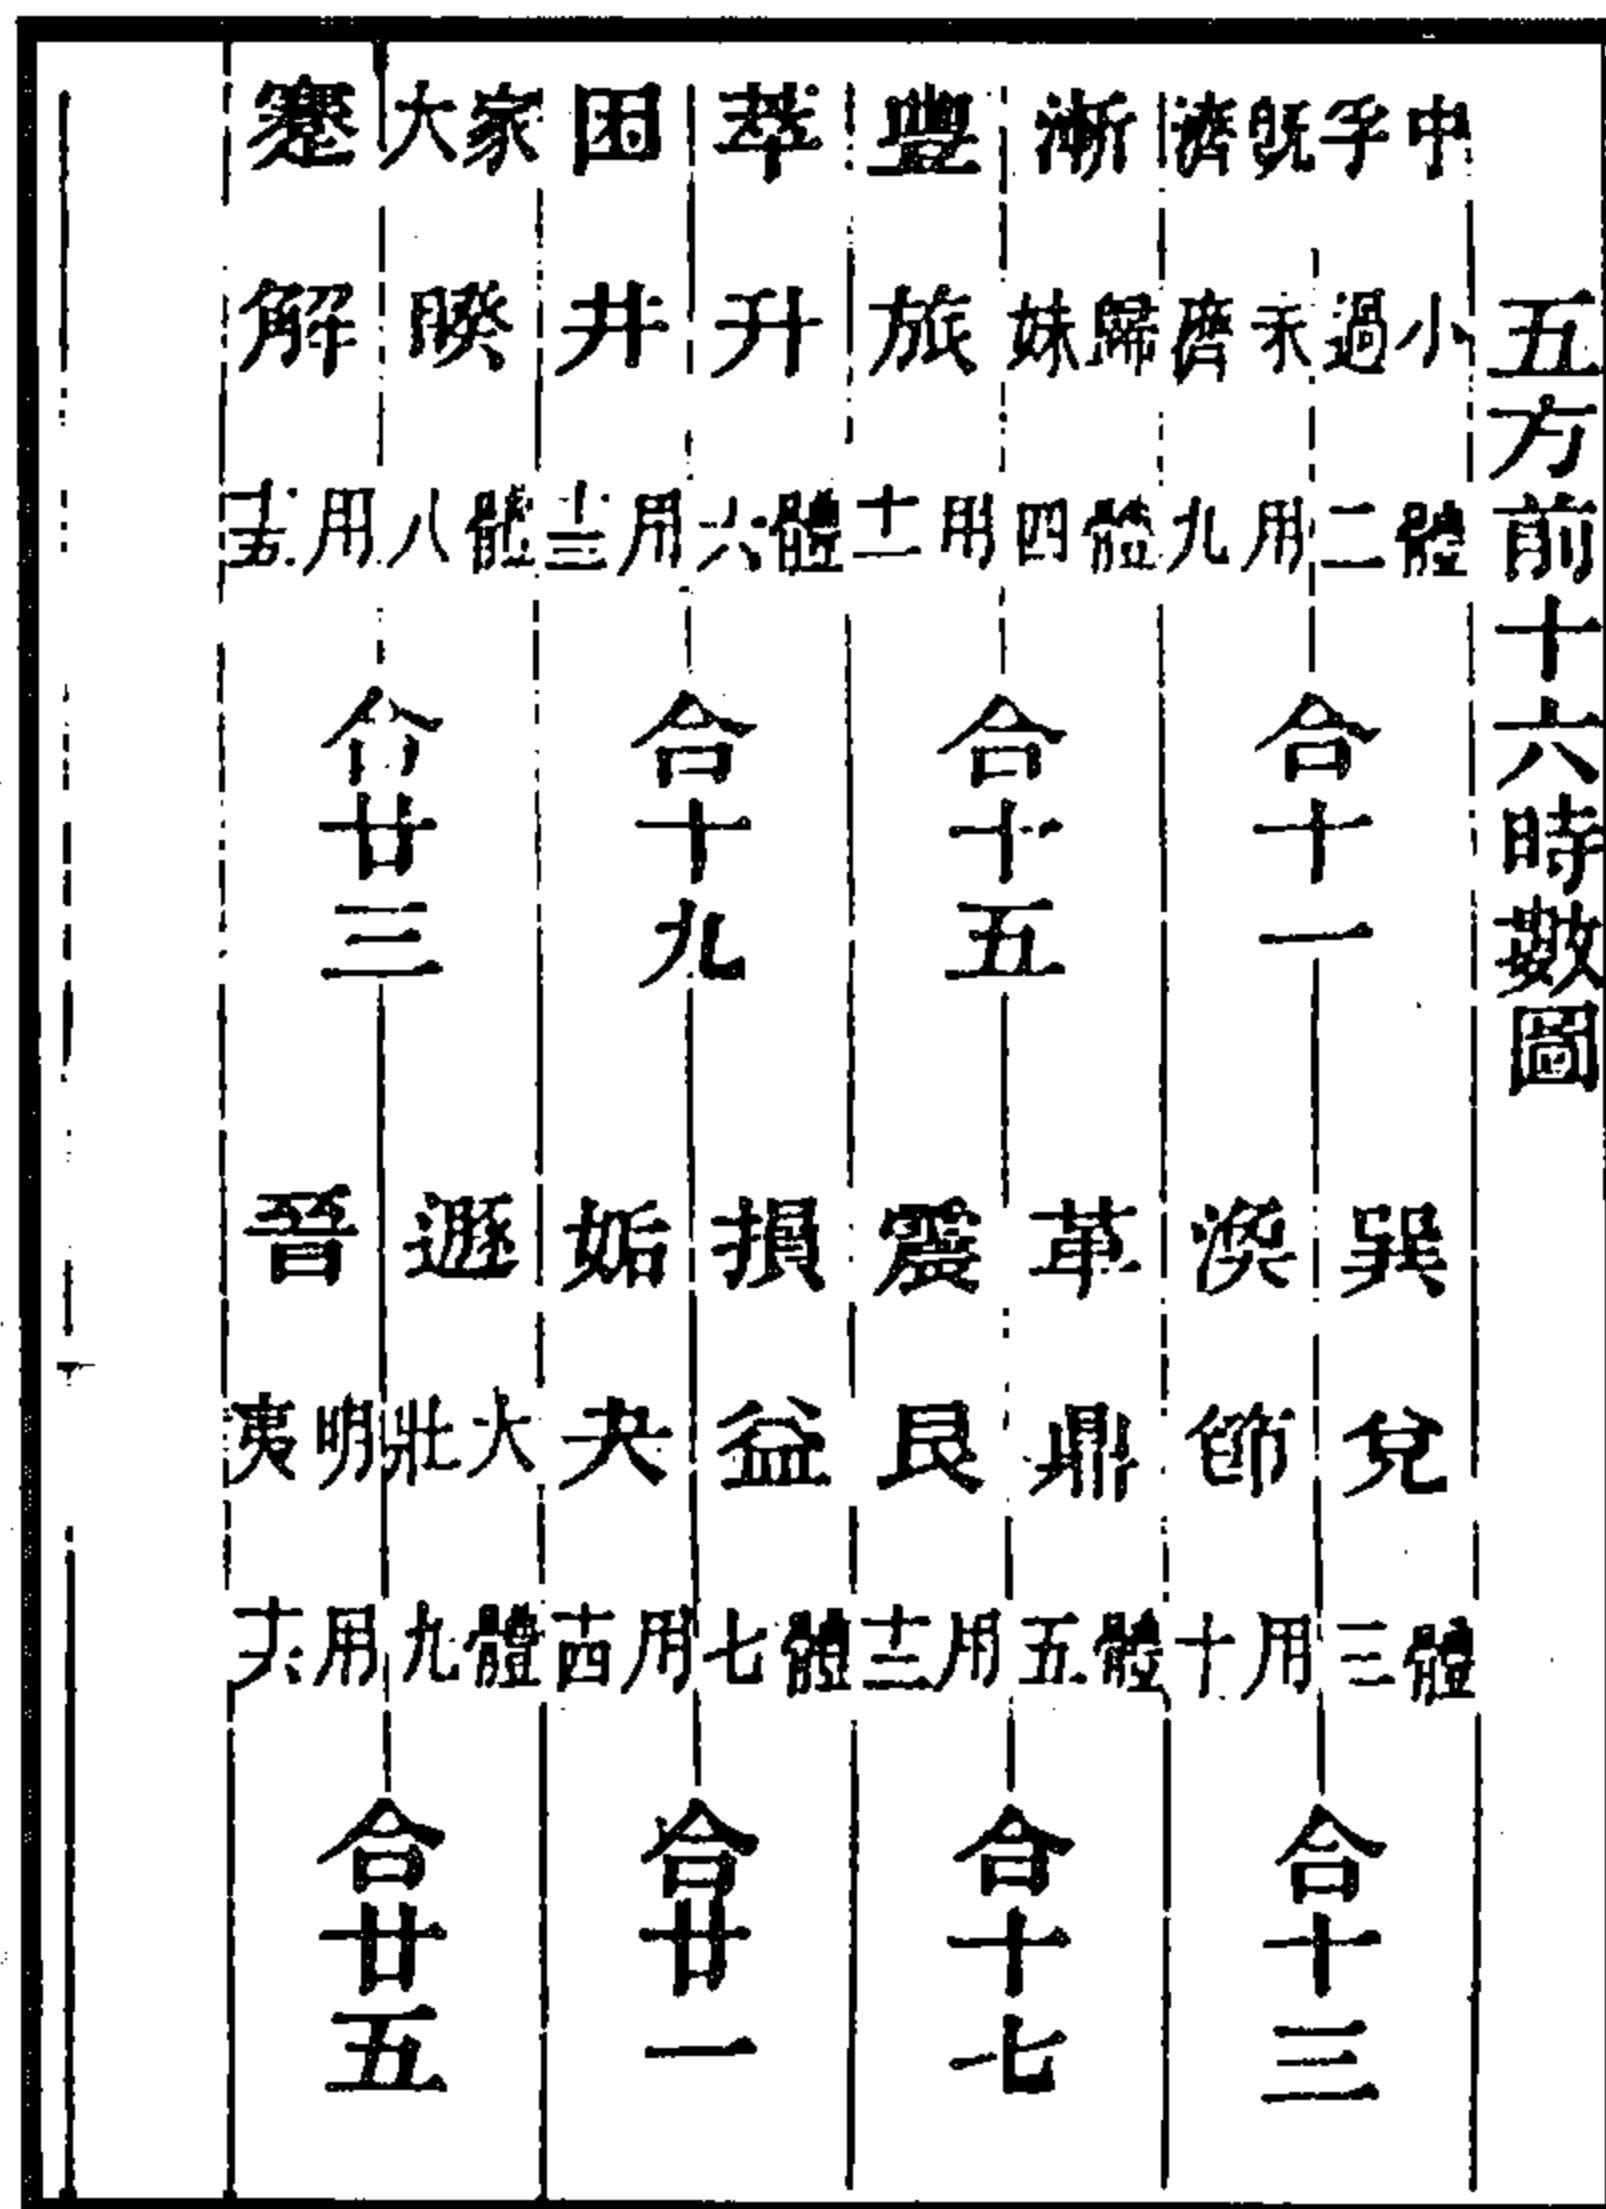 五方前十六時數圖
中孚既濟
小過未濟
體二用九
合十一
巽渙
兌節
體三用十
合十三
漸豐
歸妹旅
體四用十一
合十五
革震
鼎艮
體五用十二
合十七
萃困
升井
體六用十三
合十九
損姤
益夬
體七用十四
合廿一
家大蹇
睽解
體八用十五
合廿三
遯晉
大壯明夷
體九用十六
合廿五